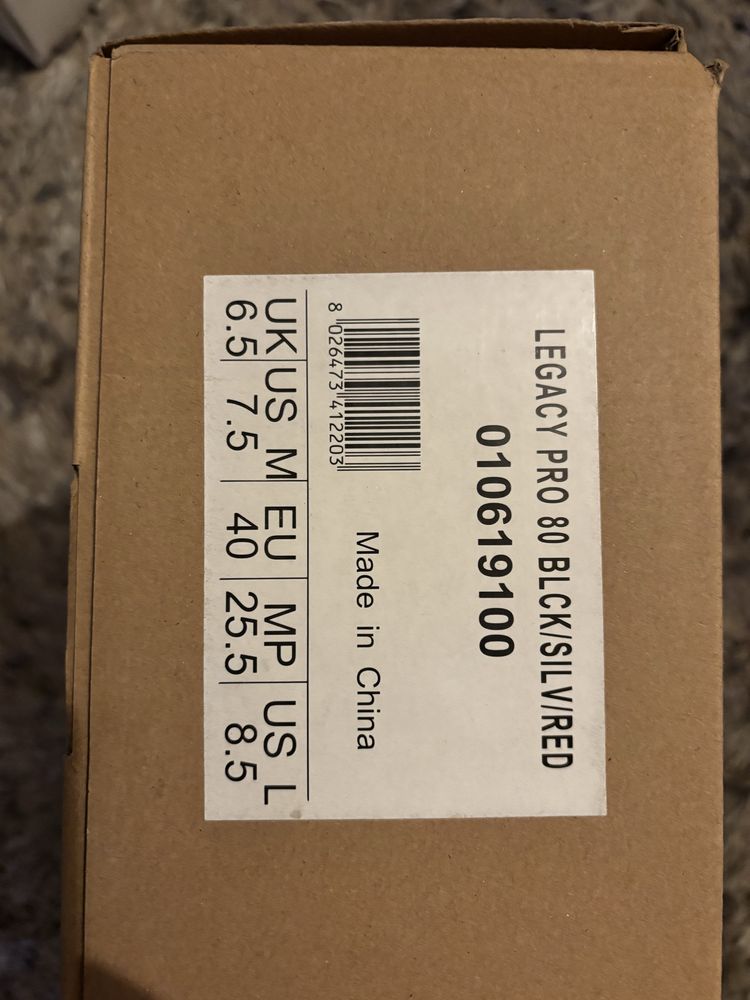 LEGACY PRO 80 BLCK/SILV/RED
010619100
8 026473 412203
Made in China
UK US M EU MP US L
6.5 7.5 40 25.5 8.5